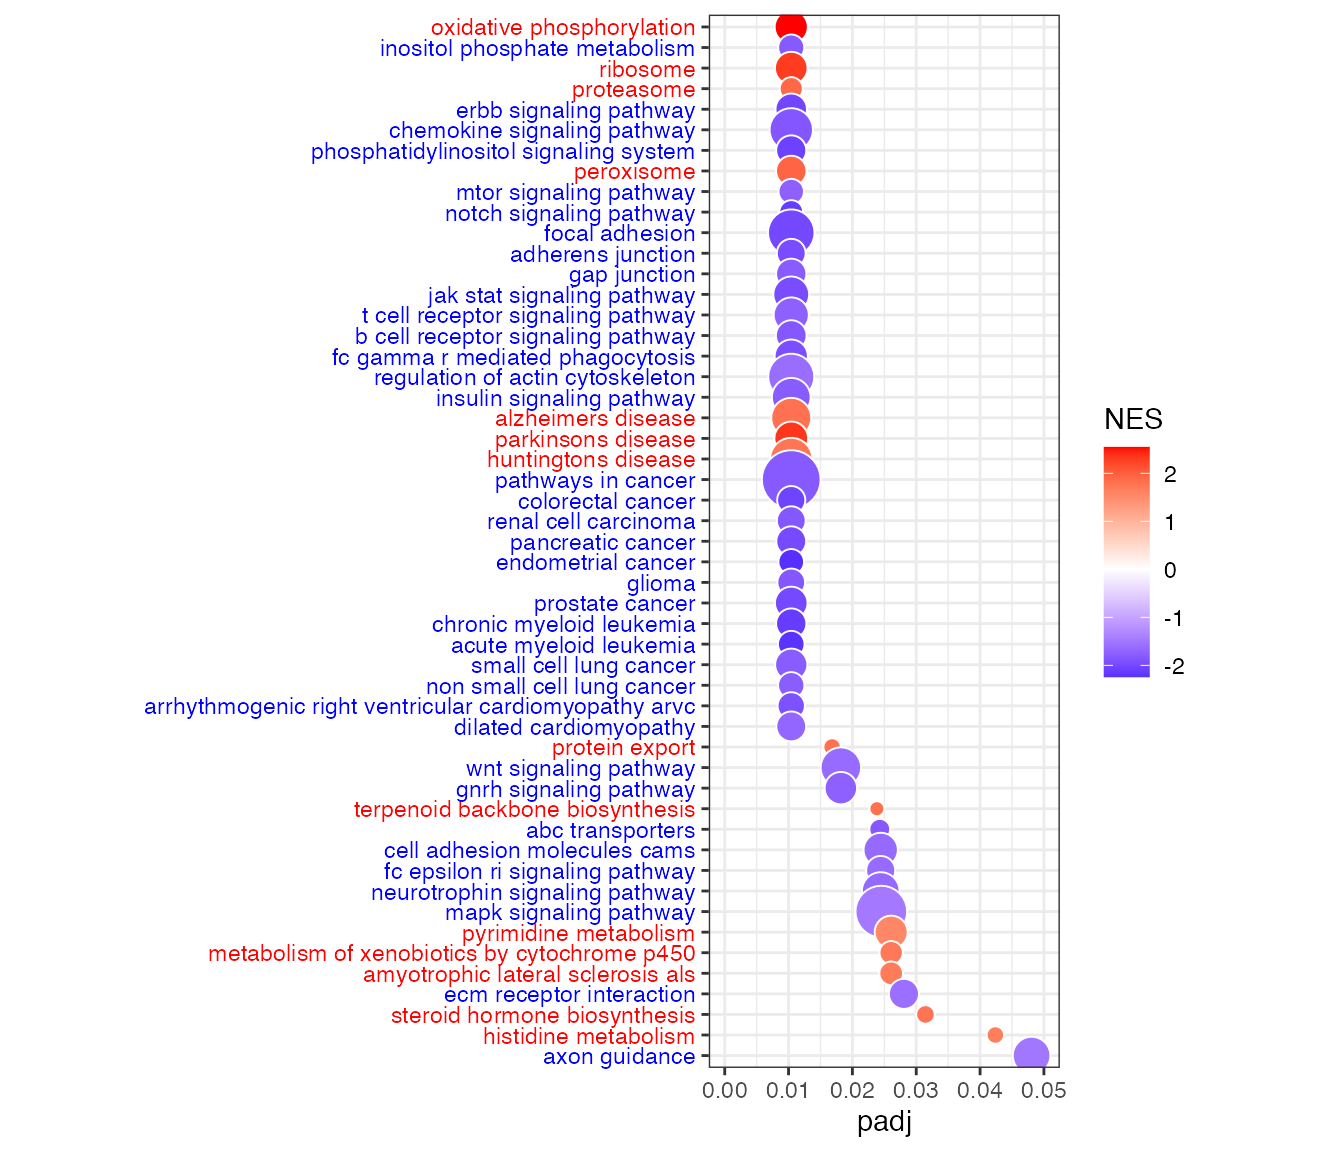 oxidative phosphorylation
inositol phosphate metabolism
ribosome
proteasome
erbb signaling pathway
chemokine signaling pathway
phosphatidylinositol signaling system
peroxisome
mtor signaling pathway
notch signaling pathway
focal adhesion
adherens junction
gap junction
jak stat signaling pathway
t cell receptor signaling pathway
b cell receptor signaling pathway
fc gamma r mediated phagocytosis
regulation of actin cytoskeleton
insulin signaling pathway
alzheimers disease
parkinsons disease
huntingtons disease
pathways in cancer
colorectal cancer
renal cell carcinoma
pancreatic cancer
endometrial cancer
glioma
prostate cancer
chronic myeloid leukemia
acute myeloid leukemia
small cell lung cancer
non small cell lung cancer
arrhythmogenic right ventricular cardiomyopathy arvc
dilated cardiomyopathy
protein export
wnt signaling pathway
gnrh signaling pathway
terpenoid backbone biosynthesis
abc transporters
cell adhesion molecules cams
fc epsilon ri signaling pathway
neurotrophin signaling pathway
mapk signaling pathway
pyrimidine metabolism
metabolism of xenobiotics by cytochrome p450
amyotrophic lateral sclerosis als
ecm receptor interaction
steroid hormone biosynthesis
histidine metabolism
axon guidance
0.00 0.01 0.02 0.03 0.04 0.05
padj
NES
2
1
0
-1
-2